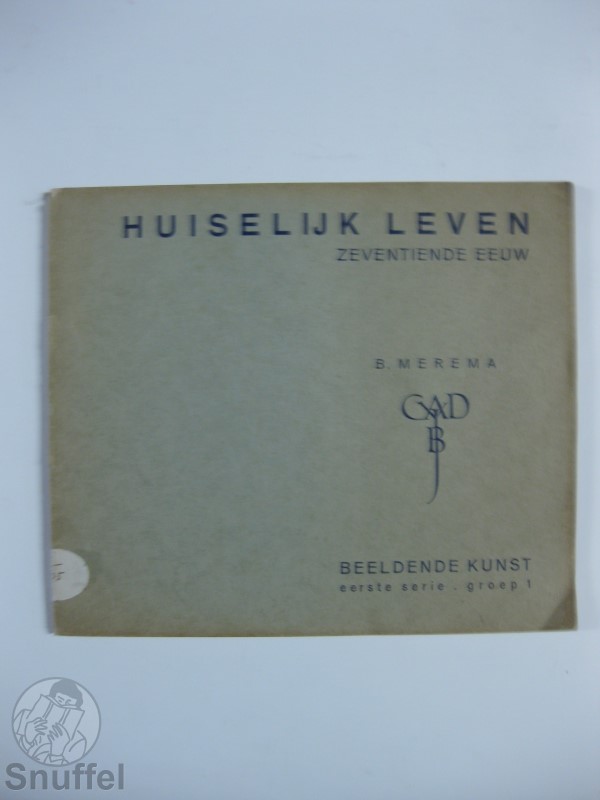 HUISELIJK LEVEN
ZEVENTIENDE EEUW
B. MEREMA
GAD
B
BEELDENDE KUNST
eerste serie . groep 1
Snuffel